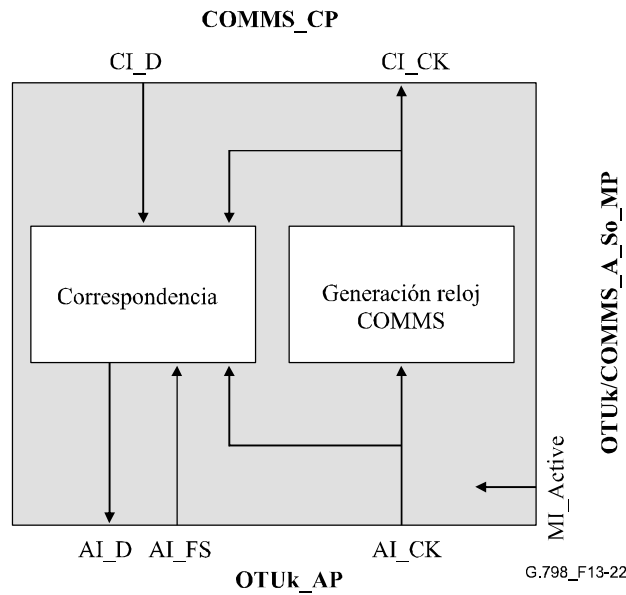 COMMS_CP
CI_D CI_CK
Correspondencia
Generación reloj
COMMS
OTUk/COMMS_A_So_MP
MI_Active
AI_D AI_FS AI_CK
OTUk_AP
G.798_F13-22